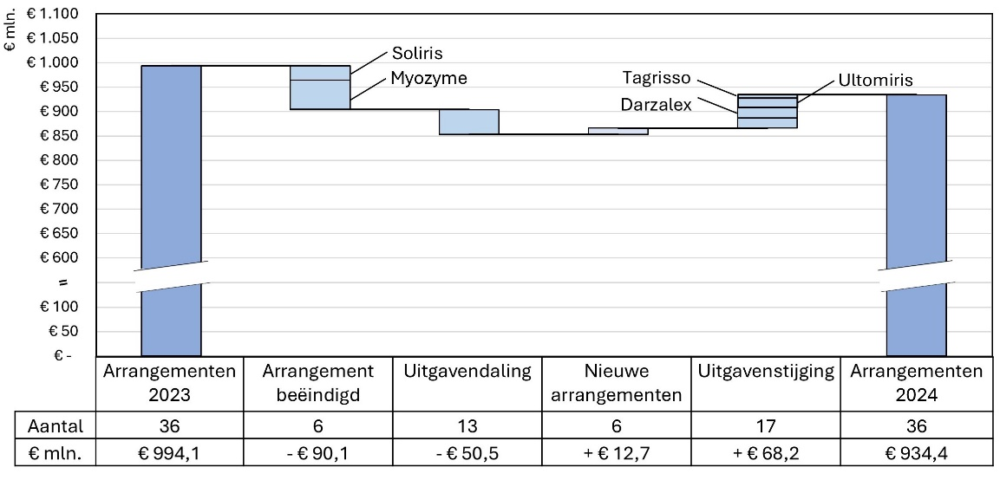 € mln.
€ 1.100
€ 1.050
€ 1.000
€ 950
€ 900
€ 850
€ 800
€ 750
€ 700
€ 650
€ 600
=
€ 100
€ 50
€ -
Soliris
Myozyme
Tagrisso
Darzalex
Ultomiris
Arrangementen 2023
Arrangement beëindigd
Uitgavendaling
Nieuwe arrangementen
Uitgavenstijging
Arrangementen 2024
Aantal 36 6 13 6 17 36
€ mln. € 994,1 - € 90,1 - € 50,5 + € 12,7 + € 68,2 € 934,4